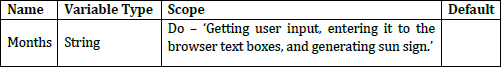 Name Variable Type Scope Default
Months String Do – ‘Getting user input, entering it to the
browser text boxes, and generating sun sign.’